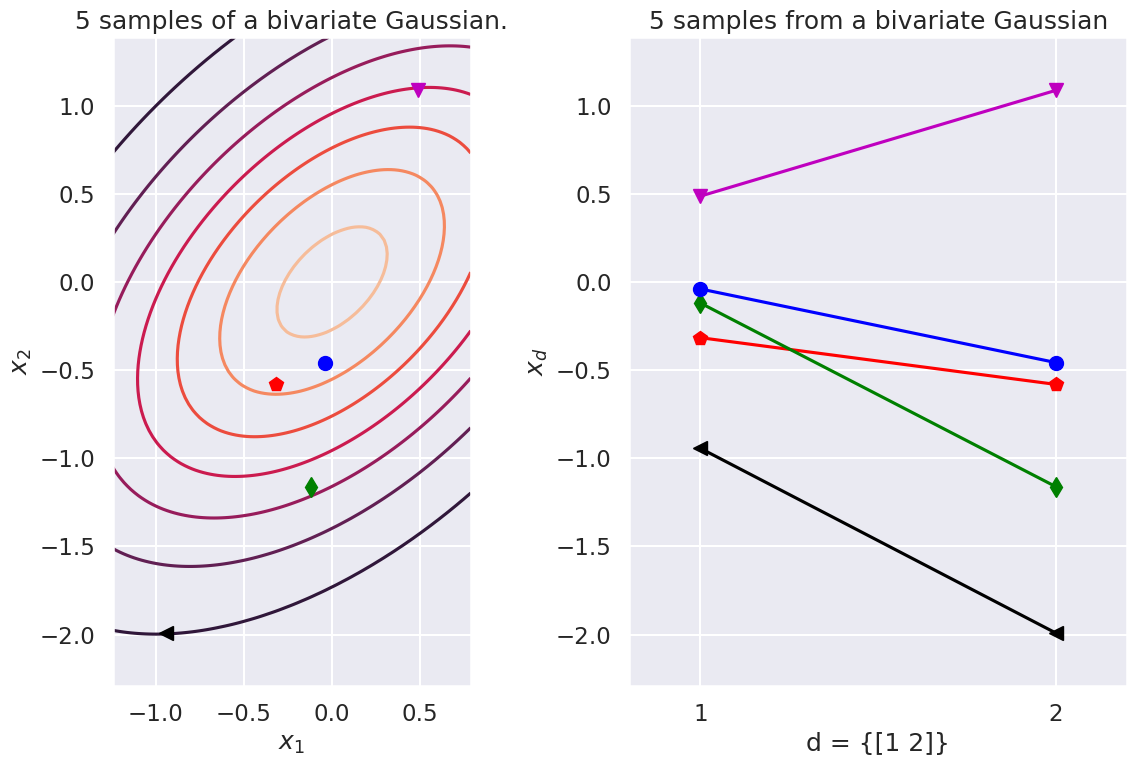 5 samples of a bivariate Gaussian.
1.0
0.5
0.0
−0.5
−1.0
−1.5
−2.0
x₂
−1.0 −0.5 0.0 0.5
x₁
5 samples from a bivariate Gaussian
1.0
0.5
0.0
−0.5
−1.0
−1.5
−2.0
x_d
1 2
d = {[1 2]}